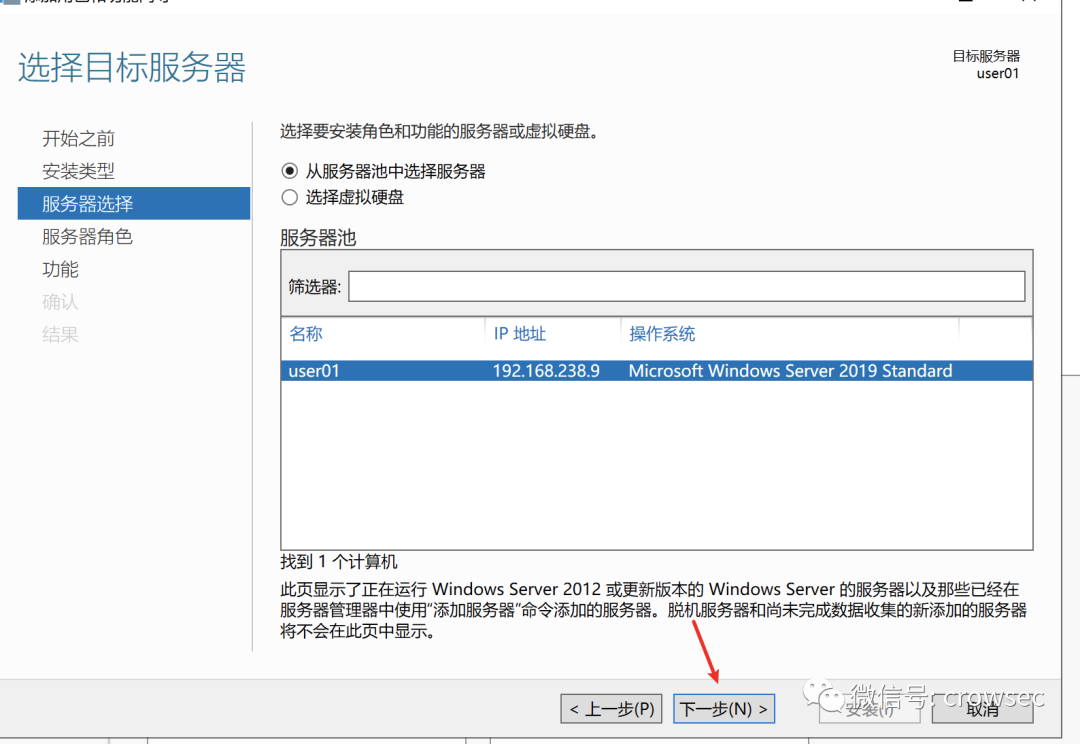 选择目标服务器
目标服务器
user01
开始之前
安装类型
服务器选择
服务器角色
功能
确认
结果
选择要安装角色和功能的服务器或虚拟硬盘。
从服务器池中选择服务器
选择虚拟硬盘
服务器池
筛选器:
名称 IP 地址 操作系统
user01 192.168.238.9 Microsoft Windows Server 2019 Standard
找到 1 个计算机
此页显示了正在运行 Windows Server 2012 或更新版本的 Windows Server 的服务器以及那些已经在
服务器管理器中使用“添加服务器”命令添加的服务器。脱机服务器和尚未完成数据收集的新添加的服务器
将不会在此页中显示。
< 上一步(P) 下一步(N) > 安装(I) 取消
微信号: crowsec